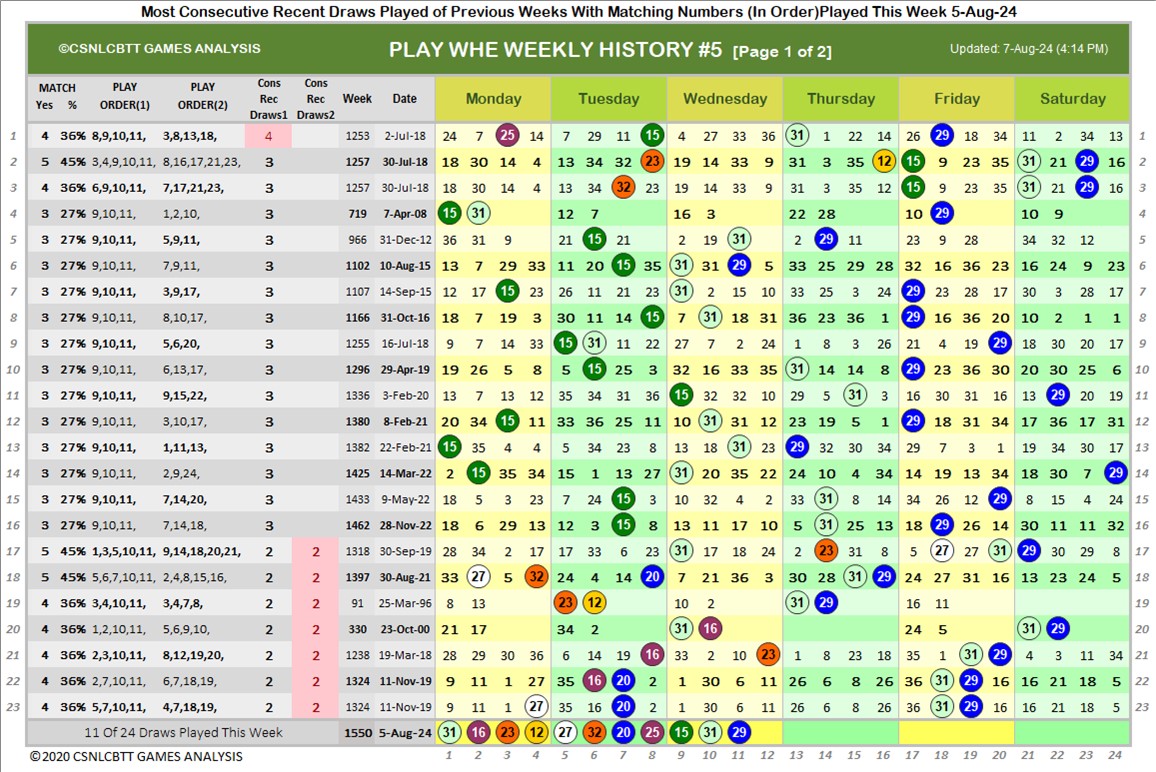 Most Consecutive Recent Draws Played of Previous Weeks With Matching Numbers (In Order)Played This Week 5-Aug-24
©CSNLCBTT GAMES ANALYSIS PLAY WHE WEEKLY HISTORY #5 [Page 1 of 2] Updated: 7-Aug-24 (4:14 PM)
MATCH Yes % PLAY ORDER(1) PLAY ORDER(2) Cons Rec Draws1 Cons Rec Draws2 Week Date Monday Tuesday Wednesday Thursday Friday Saturday
1 4 36% 8,9,10,11, 3,8,13,18, 4 1253 2-Jul-18 24 7 25 14 7 29 11 15 4 27 33 36 31 1 22 14 26 29 18 34 11 2 34 13 1
2 5 45% 3,4,9,10,11, 8,16,17,21,23, 3 1257 30-Jul-18 18 30 14 4 13 34 32 23 19 14 33 9 31 3 35 12 15 9 23 35 31 21 29 16 2
3 4 36% 6,9,10,11, 7,17,21,23, 3 1257 30-Jul-18 18 30 14 4 13 34 32 23 19 14 33 9 31 3 35 12 15 9 23 35 31 21 29 16 3
4 3 27% 9,10,11, 1,2,10, 3 719 7-Apr-08 15 31 12 7 16 3 22 28 10 29 10 9 4
5 3 27% 9,10,11, 5,9,11, 3 966 31-Dec-12 36 31 9 21 15 21 2 19 31 2 29 11 23 9 28 34 32 12 5
6 3 27% 9,10,11, 7,9,11, 3 1102 10-Aug-15 13 7 29 33 11 20 15 35 31 31 29 5 33 25 29 28 32 16 36 23 16 24 9 23 6
7 3 27% 9,10,11, 3,9,17, 3 1107 14-Sep-15 12 17 15 23 26 11 21 23 31 2 15 10 33 25 3 24 29 23 28 17 30 3 28 17 7
8 3 27% 9,10,11, 8,10,17, 3 1166 31-Oct-16 18 7 19 3 30 11 14 15 7 31 18 31 36 23 36 1 29 16 36 20 10 2 1 1 8
9 3 27% 9,10,11, 5,6,20, 3 1255 16-Jul-18 9 7 14 33 15 31 11 22 27 7 2 24 1 8 3 26 21 4 19 29 18 30 20 17 9
10 3 27% 9,10,11, 6,13,17, 3 1296 29-Apr-19 19 26 5 8 5 15 25 3 32 16 33 35 31 14 14 8 29 23 36 30 20 30 25 6 10
11 3 27% 9,10,11, 9,15,22, 3 1336 3-Feb-20 13 7 13 12 35 34 31 36 15 32 32 10 29 5 31 3 16 30 31 16 13 29 20 19 11
12 3 27% 9,10,11, 3,10,17, 3 1380 8-Feb-21 20 34 15 11 33 36 25 11 10 31 31 12 23 19 5 1 29 18 31 34 17 36 17 31 12
13 3 27% 9,10,11, 1,11,13, 3 1382 22-Feb-21 15 35 4 4 5 34 23 8 13 18 31 23 29 32 34 34 29 7 3 1 19 34 30 17 13
14 3 27% 9,10,11, 2,9,24, 3 1425 14-Mar-22 2 15 35 34 15 1 13 27 31 20 35 22 24 10 4 34 14 19 13 34 18 30 7 29 14
15 3 27% 9,10,11, 7,14,20, 3 1433 9-May-22 18 5 3 23 7 24 15 3 10 32 4 2 33 31 8 14 34 26 12 29 8 15 4 24 15
16 3 27% 9,10,11, 7,14,18, 3 1462 28-Nov-22 18 6 29 13 12 3 15 8 13 11 17 10 5 31 25 13 18 29 26 14 30 11 11 32 16
17 5 45% 1,3,5,10,11, 9,14,18,20,21, 2 2 1318 30-Sep-19 28 34 2 17 17 33 6 23 31 17 18 24 2 23 31 8 5 27 27 31 29 30 29 8 17
18 5 45% 5,6,7,10,11, 2,4,8,15,16, 2 2 1397 30-Aug-21 33 27 5 32 24 4 14 20 7 21 36 3 30 28 31 29 24 27 31 16 13 23 24 5 18
19 4 36% 3,4,10,11, 3,4,7,8, 2 2 91 25-Mar-96 8 13 23 12 10 2 31 29 16 11 19
20 4 36% 1,2,10,11, 5,6,9,10, 2 2 330 23-Oct-00 21 17 34 2 31 16 24 5 31 29 20
21 4 36% 2,3,10,11, 8,12,19,20, 2 2 1238 19-Mar-18 28 29 30 36 6 14 19 16 33 2 10 23 1 8 23 18 35 1 31 29 4 3 11 34 21
22 4 36% 2,7,10,11, 6,7,18,19, 2 2 1324 11-Nov-19 9 11 1 27 35 16 20 2 1 30 6 11 26 6 8 26 36 31 29 16 16 21 18 5 22
23 4 36% 5,7,10,11, 4,7,18,19, 2 2 1324 11-Nov-19 9 11 1 27 35 16 20 2 1 30 6 11 26 6 8 26 36 31 29 16 16 21 18 5 23
11 Of 24 Draws Played This Week 1550 5-Aug-24 31 16 23 12 27 32 20 25 15 31 29
©2020 CSNLCBTT GAMES ANALYSIS 1 2 3 4 5 6 7 8 9 10 11 12 13 14 15 16 17 18 19 20 21 22 23 24